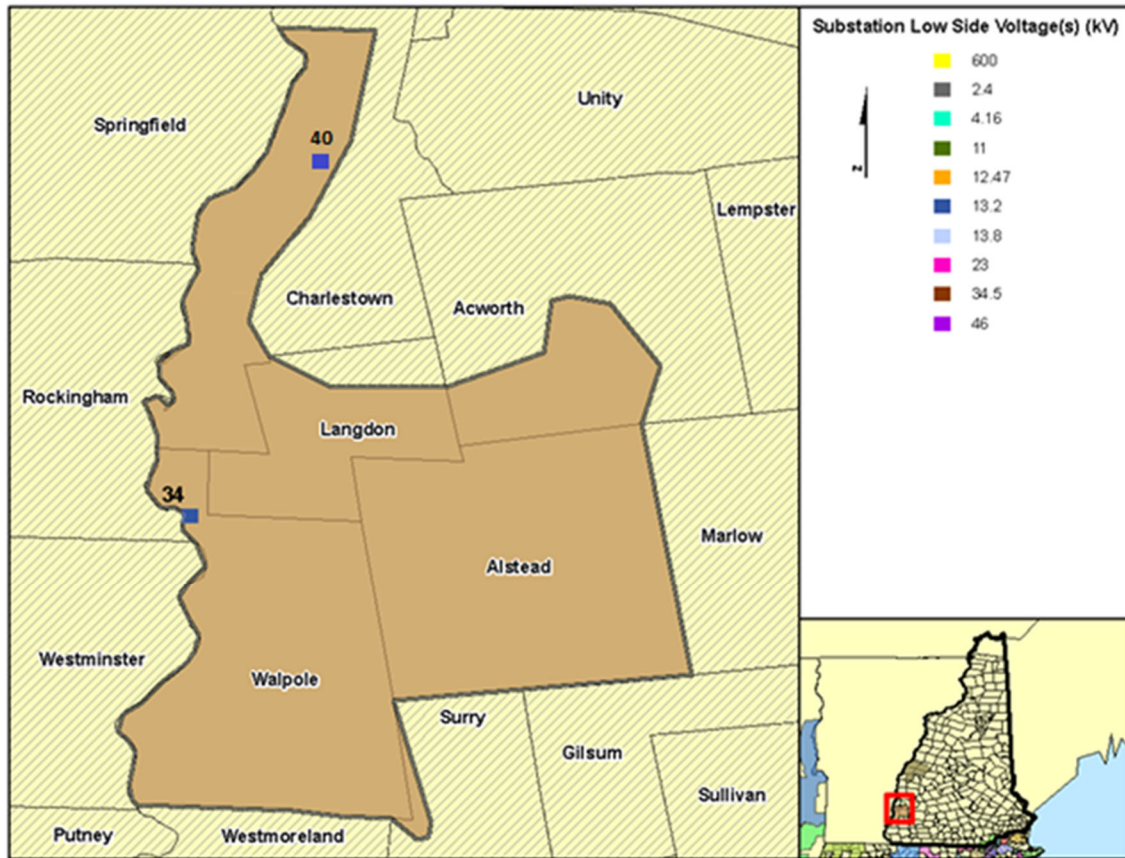 Substation Low Side Voltage(s) (kV)
600
2.4
4.16
11
12.47
13.2
13.8
23
34.5
46
N
Springfield
40
Unity
Lempster
Charlestown
Acworth
Rockingham
Langdon
34
Marlow
Alstead
Westminster
Walpole
Surry
Gilsum
Sullivan
Putney
Westmoreland